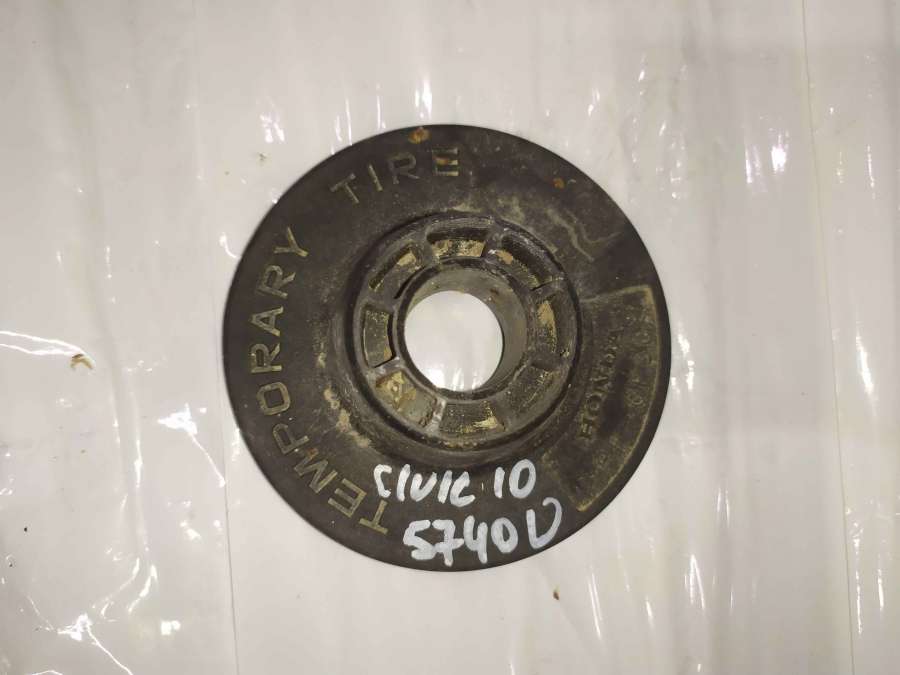 TEMPORARY TIRE
HONDA
CIVIC 10
5740U